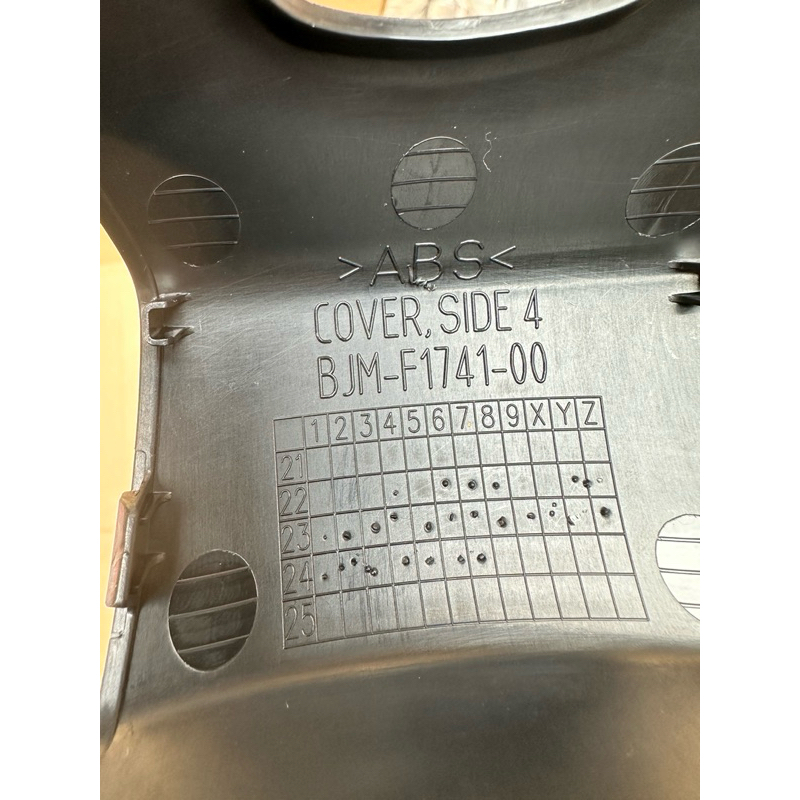 >ABS<
COVER, SIDE 4
BJM-F1741-00
1 2 3 4 5 6 7 8 9 X Y Z
21
22
23
24
25